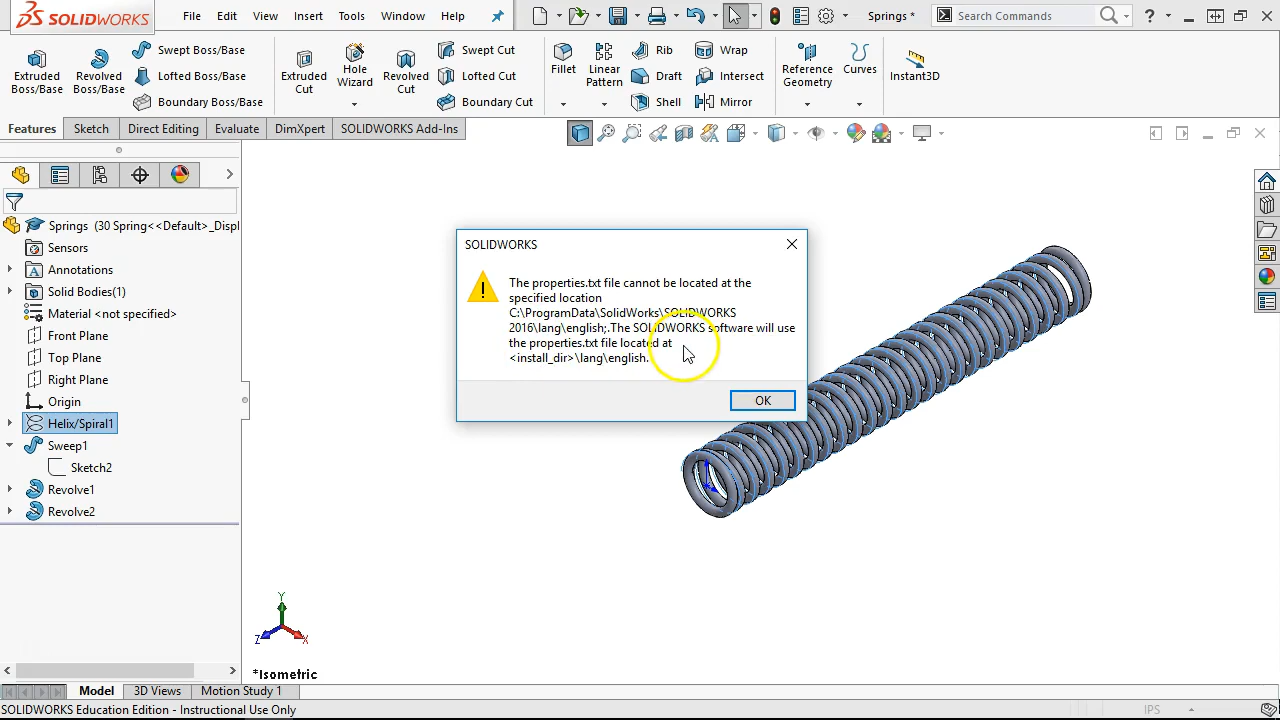 SOLIDWORKS File Edit View Insert Tools Window Help Springs * Search Commands ?
Extruded Boss/Base
Revolved Boss/Base
Swept Boss/Base
Lofted Boss/Base
Boundary Boss/Base
Extruded Cut
Hole Wizard
Revolved Cut
Swept Cut
Lofted Cut
Boundary Cut
Fillet
Linear Pattern
Rib
Draft
Shell
Wrap
Intersect
Mirror
Reference Geometry
Curves
Instant3D
Features Sketch Direct Editing Evaluate DimXpert SOLIDWORKS Add-Ins
Springs (30 Spring<<Default>_Displ
Sensors
Annotations
Solid Bodies(1)
Material <not specified>
Front Plane
Top Plane
Right Plane
Origin
Helix/Spiral1
Sweep1
Sketch2
Revolve1
Revolve2
SOLIDWORKS
The properties.txt file cannot be located at the
specified location
C:\ProgramData\SolidWorks\SOLIDWORKS
2016\lang\english;.The SOLIDWORKS software will use
the properties.txt file located at
<install_dir>\lang\english.
OK
Y
Z
X
*Isometric
Model 3D Views Motion Study 1
SOLIDWORKS Education Edition - Instructional Use Only IPS